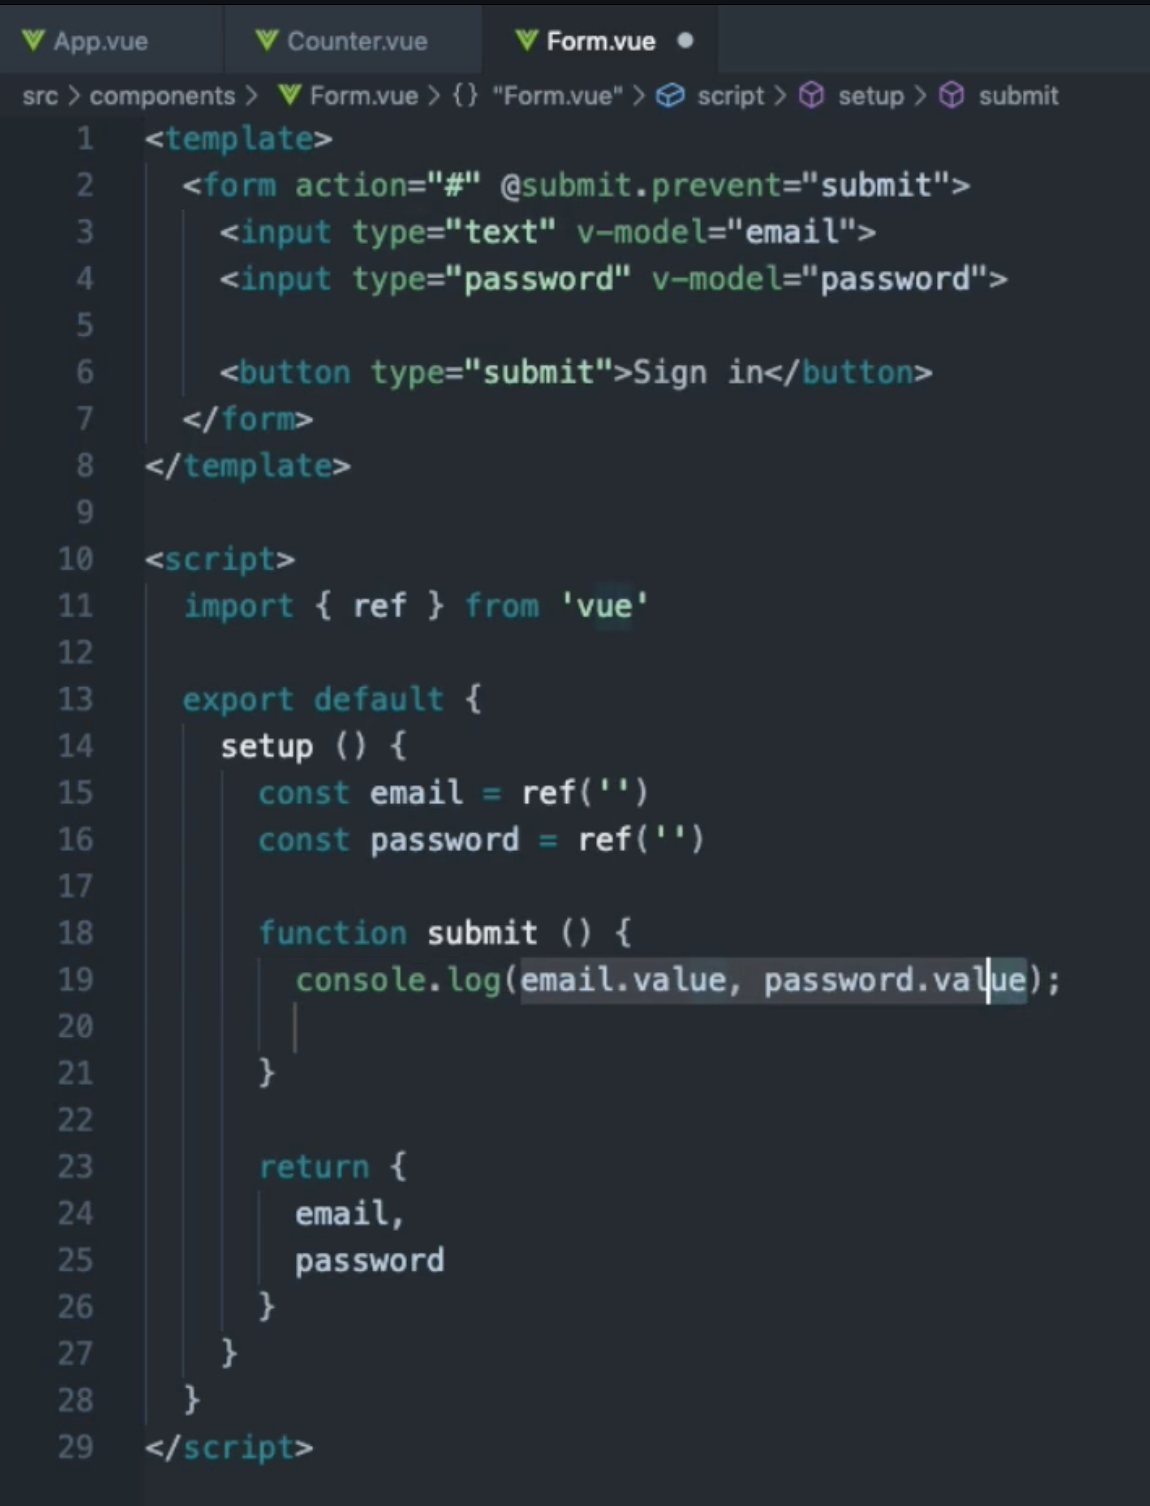 App.vue Counter.vue Form.vue
src > components > Form.vue > {} "Form.vue" > script > setup > submit
1 <template>
2 <form action="#" @submit.prevent="submit">
3 <input type="text" v-model="email">
4 <input type="password" v-model="password">
5
6 <button type="submit">Sign in</button>
7 </form>
8 </template>
9
10 <script>
11 import { ref } from 'vue'
12
13 export default {
14 setup () {
15 const email = ref('')
16 const password = ref('')
17
18 function submit () {
19 console.log(email.value, password.value);
20
21 }
22
23 return {
24 email,
25 password
26 }
27 }
28 }
29 </script>